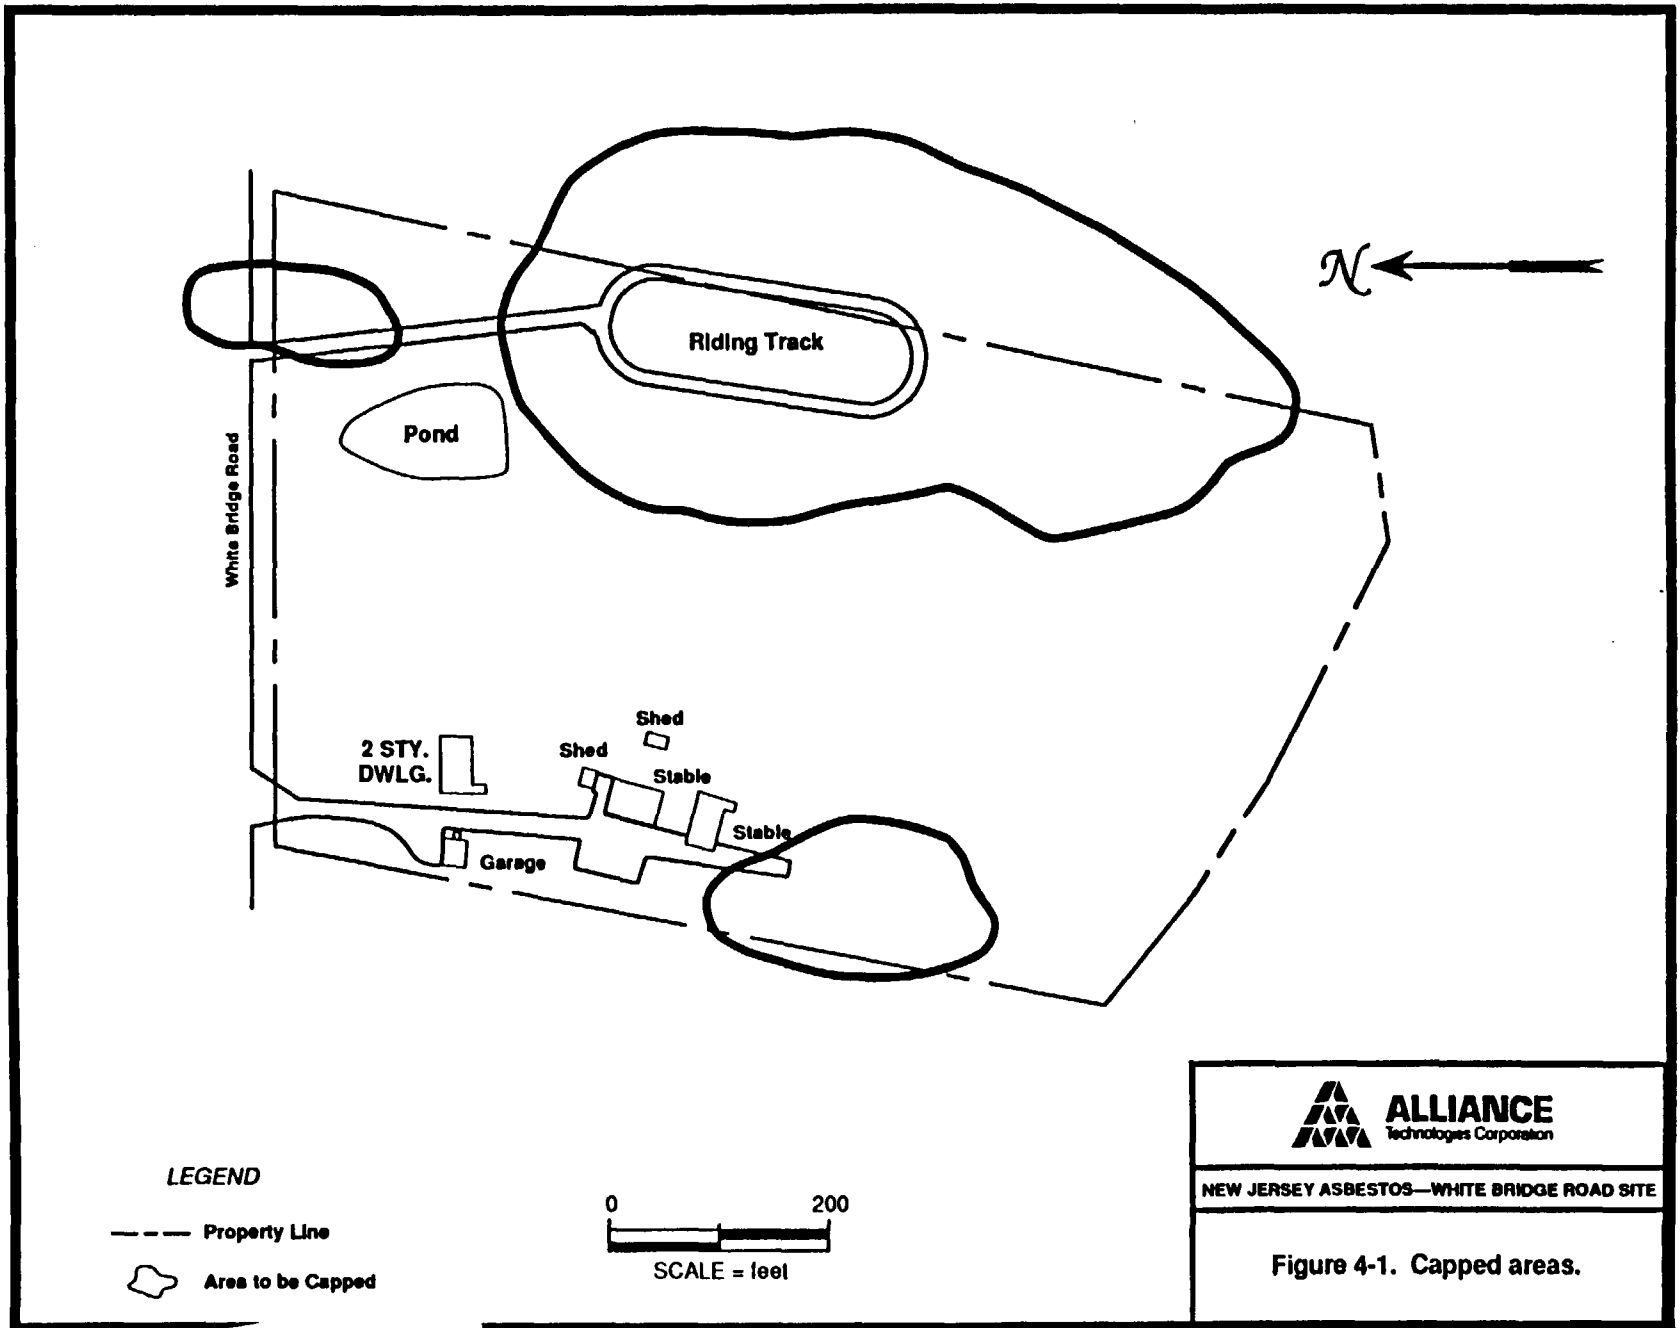 N
Riding Track
Pond
White Bridge Road
Shed
2 STY.
DWLG.
Shed
Stable
Stable
Garage
ALLIANCE
Technologies Corporation
NEW JERSEY ASBESTOS—WHITE BRIDGE ROAD SITE
Figure 4-1. Capped areas.
LEGEND
Property Line
Area to be Capped
0 200
SCALE = feet